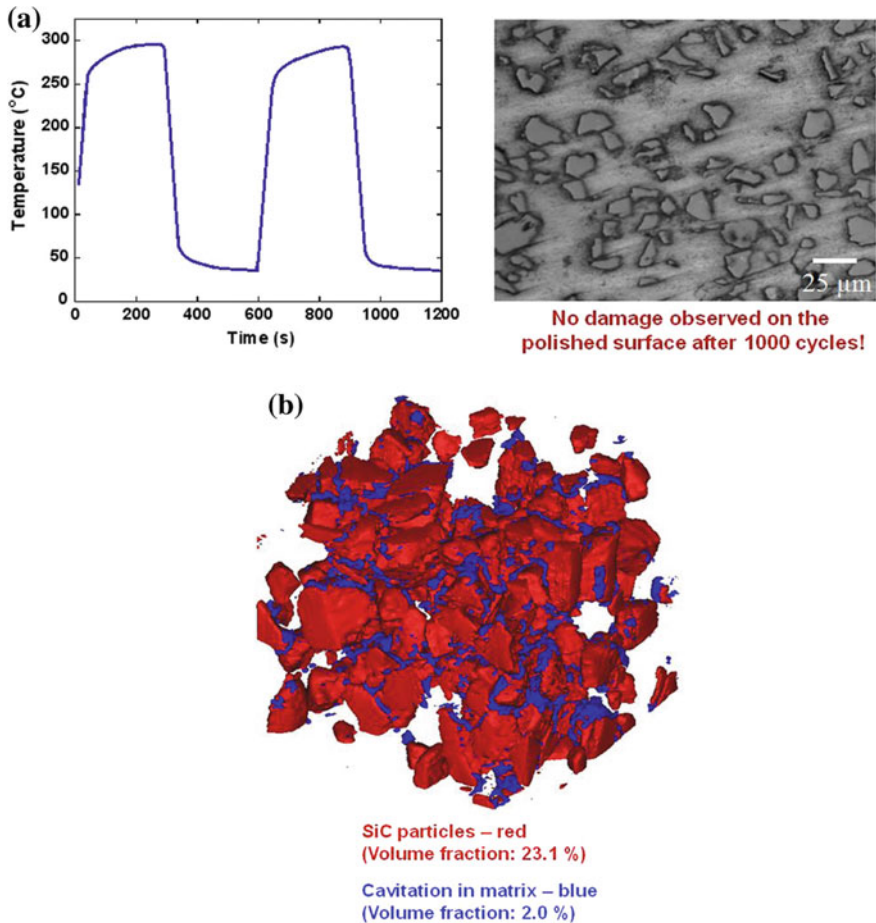 (a)
300
250
200
150
100
50
0
Temperature (°C)
0 200 400 600 800 1000 1200
Time (s)
25 µm
No damage observed on the
polished surface after 1000 cycles!
(b)
SiC particles – red
(Volume fraction: 23.1 %)
Cavitation in matrix – blue
(Volume fraction: 2.0 %)